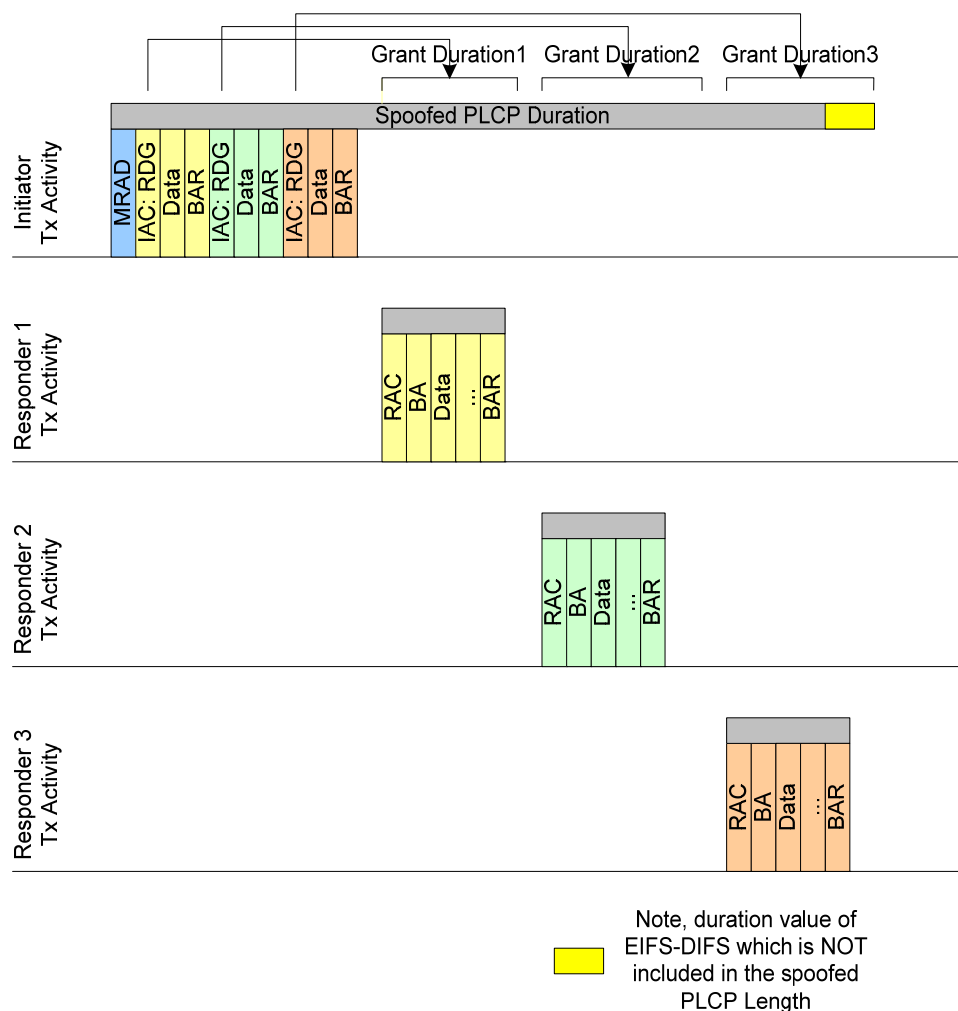 Grant Duration1 Grant Duration2 Grant Duration3
Spoofed PLCP Duration
Initiator
Tx Activity
MRAD
IAC: RDG
Data
BAR
IAC: RDG
Data
BAR
IAC: RDG
Data
BAR
Responder 1
Tx Activity
RAC
BA
Data
...
BAR
Responder 2
Tx Activity
RAC
BA
Data
...
BAR
Responder 3
Tx Activity
RAC
BA
Data
...
BAR
Note, duration value of
EIFS-DIFS which is NOT
included in the spoofed
PLCP Length